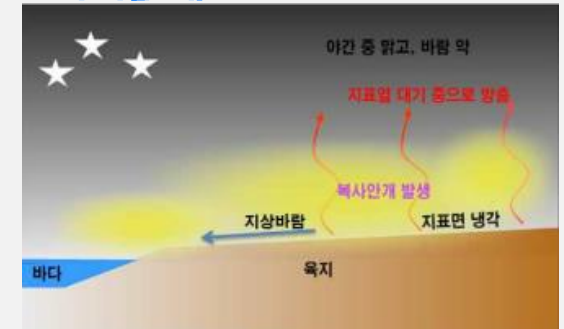 야간 중 맑고, 바람 약
지표열 대기 중으로 방출
복사안개 발생
지상바람
지표면 냉각
바다
육지